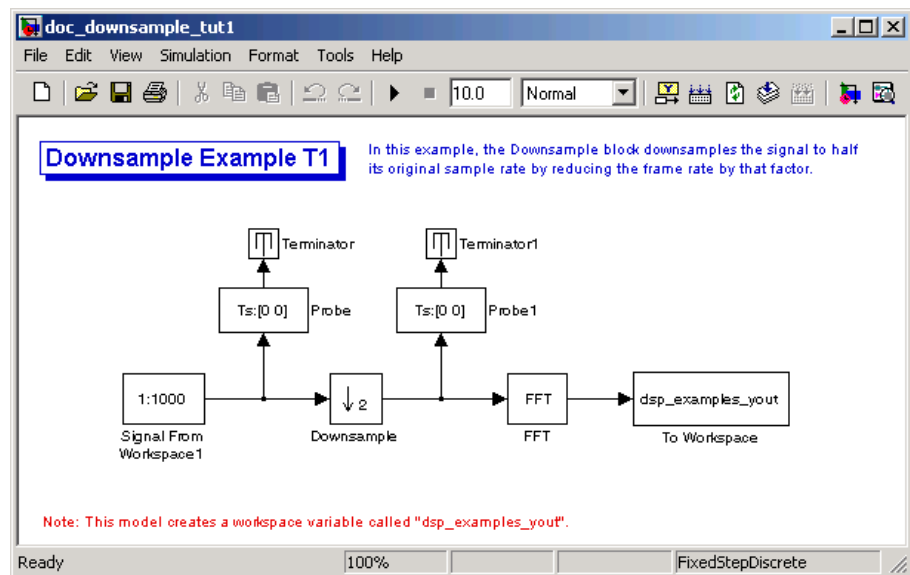 doc_downsample_tut1
File Edit View Simulation Format Tools Help
10.0 Normal
Downsample Example T1
In this example, the Downsample block downsamples the signal to half
its original sample rate by reducing the frame rate by that factor.
Terminator
Terminator1
Ts:[0 0]
Probe
Ts:[0 0]
Probe1
1:1000
2
FFT
dsp_examples_yout
Signal From
Workspace1
Downsample
FFT
To Workspace
Note: This model creates a workspace variable called "dsp_examples_yout".
Ready 100% FixedStepDiscrete